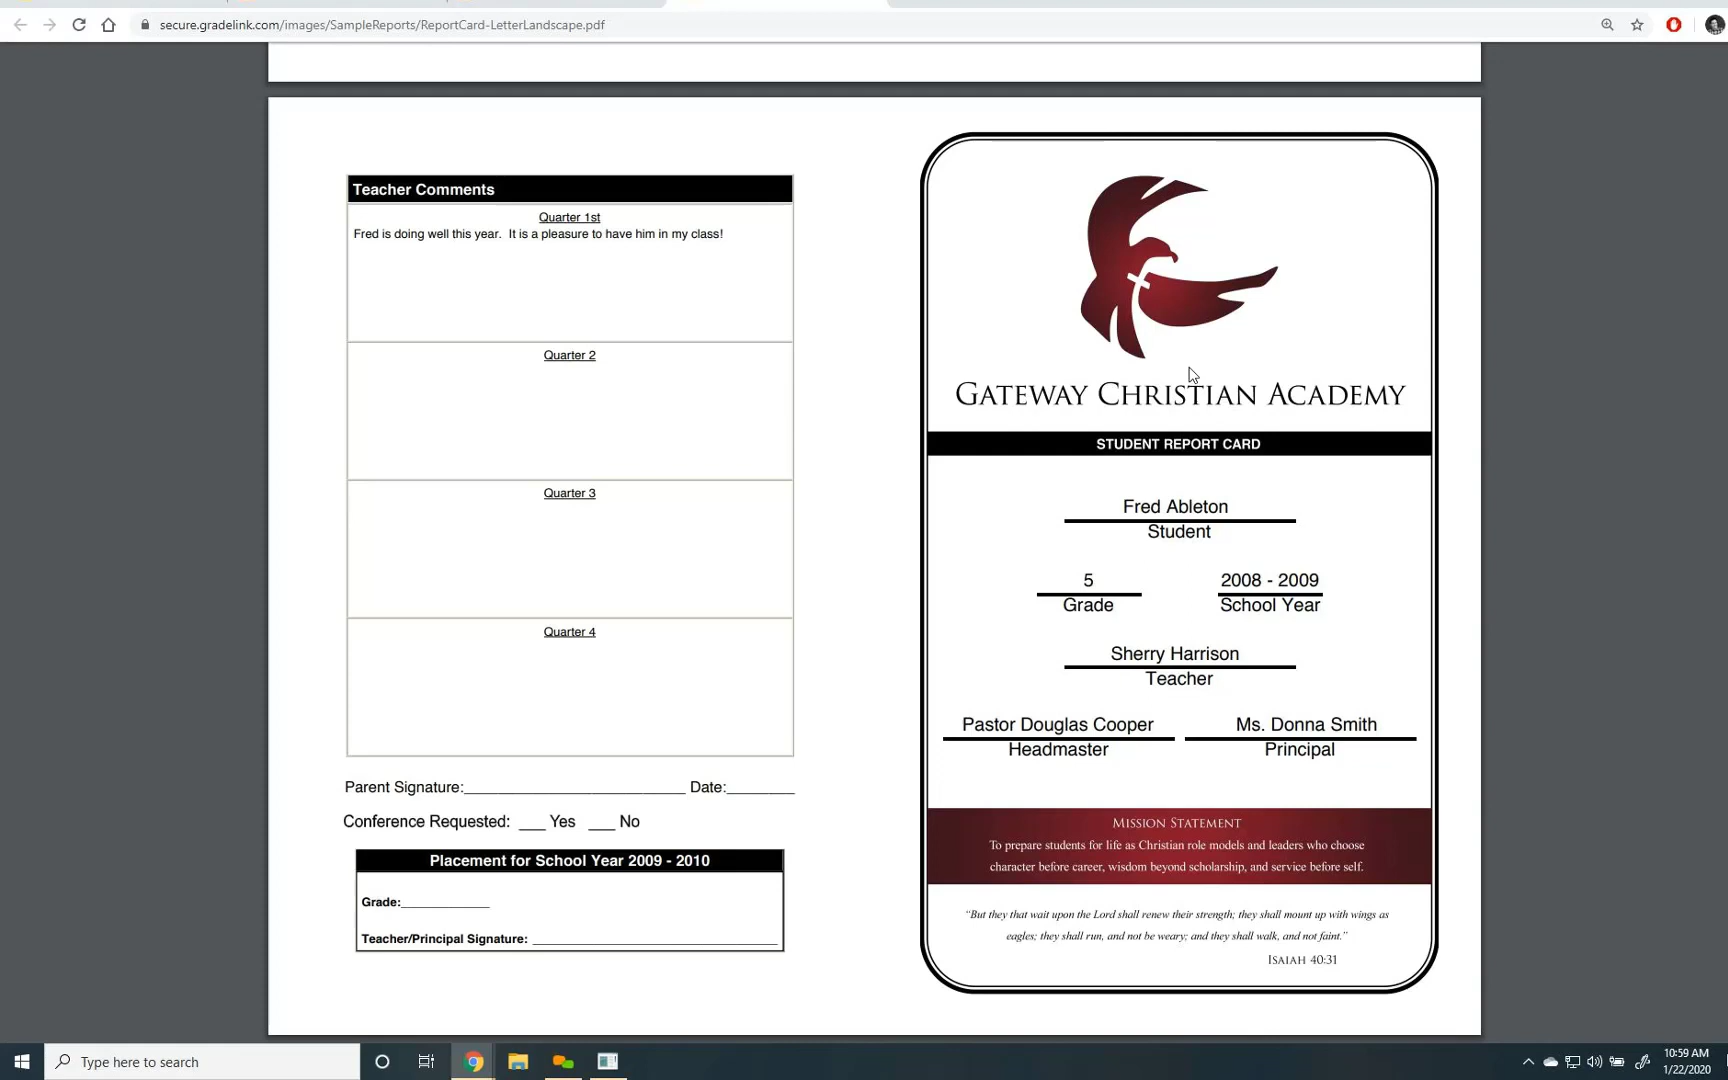 secure.gradelink.com/images/SampleReports/ReportCard-LetterLandscape.pdf
Teacher Comments
Quarter 1st
Fred is doing well this year. It is a pleasure to have him in my class!
Quarter 2
Quarter 3
Quarter 4
Parent Signature:__________________________ Date:________
Conference Requested: ___ Yes ___ No
Placement for School Year 2009 - 2010
Grade:_____________
Teacher/Principal Signature: ____________________________________
GATEWAY CHRISTIAN ACADEMY
STUDENT REPORT CARD
Fred Ableton
Student
5 2008 - 2009
Grade School Year
Sherry Harrison
Teacher
Pastor Douglas Cooper Ms. Donna Smith
Headmaster Principal
MISSION STATEMENT
To prepare students for life as Christian role models and leaders who choose
character before career, wisdom beyond scholarship, and service before self.
“But they that wait upon the Lord shall renew their strength; they shall mount up with wings as
eagles; they shall run, and not be weary; and they shall walk, and not faint.”
ISAIAH 40:31
Type here to search
10:59 AM
1/22/2020